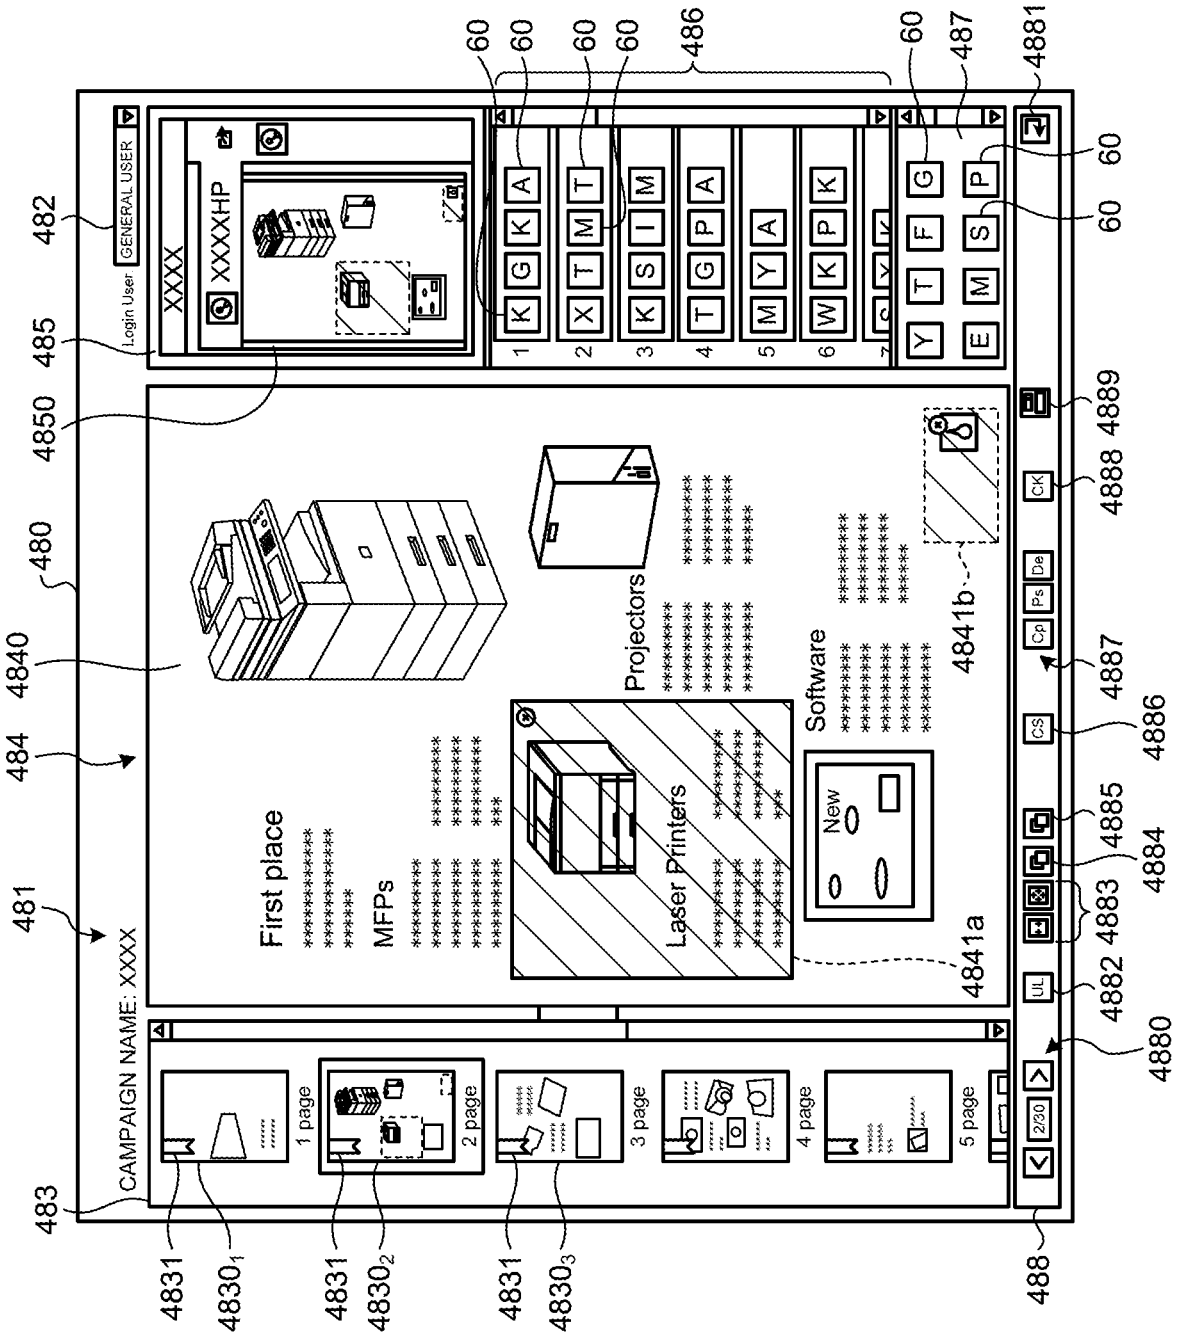 480
481
482
CAMPAIGN NAME: XXXX
Login User
GENERAL USER
483
484
485
4831
4830₁
1 page
4831
4830₂
2 page
4831
4830₃
3 page
4 page
5 page
4840
First place
*********
**********
*****
MFPs
*******
*********
*********
*********
*********
********
********
********
***
Laser Printers
*********
*********
*********
*********
********
********
********
***
4841a
Projectors
*********
*********
*********
*********
********
********
********
******
Software
*********
*********
*********
*********
*********
********
********
********
******
New
4841b
4850
XXXX
XXXXHP
60
60
60
60
486
1 K G K A
2 X T M T
3 K S I M
4 T G P A
5 M Y A
6 W K P K
7 S Y K
Y T F G
E M S P
60
487
60
60
488
2/30
UL
CS
Cp Ps De
CK
4880
4882
4883
4884
4885
4886
4887
4888
4889
4881